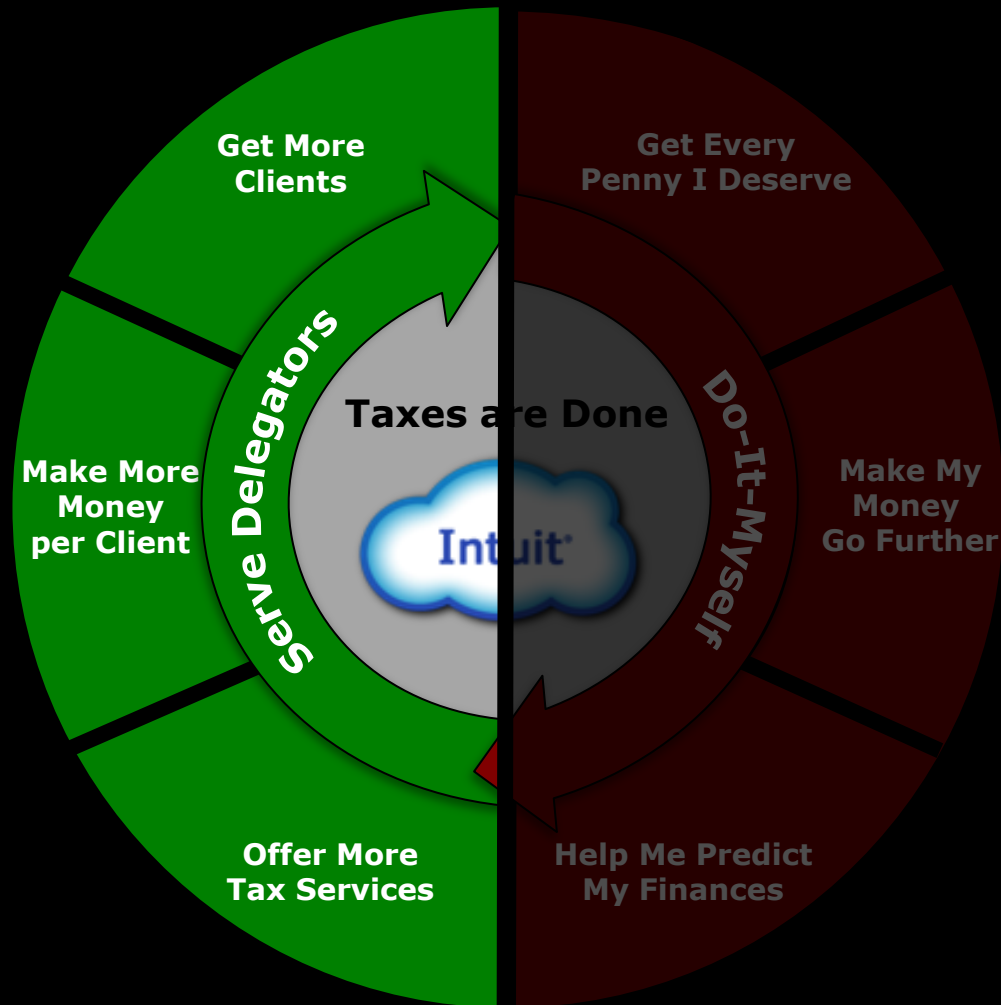 Get More
Clients
Get Every
Penny I Deserve
Serve Delegators
Do-It-Myself
Taxes are Done
Intuit®
Make More
Money
per Client
Make My
Money
Go Further
Offer More
Tax Services
Help Me Predict
My Finances